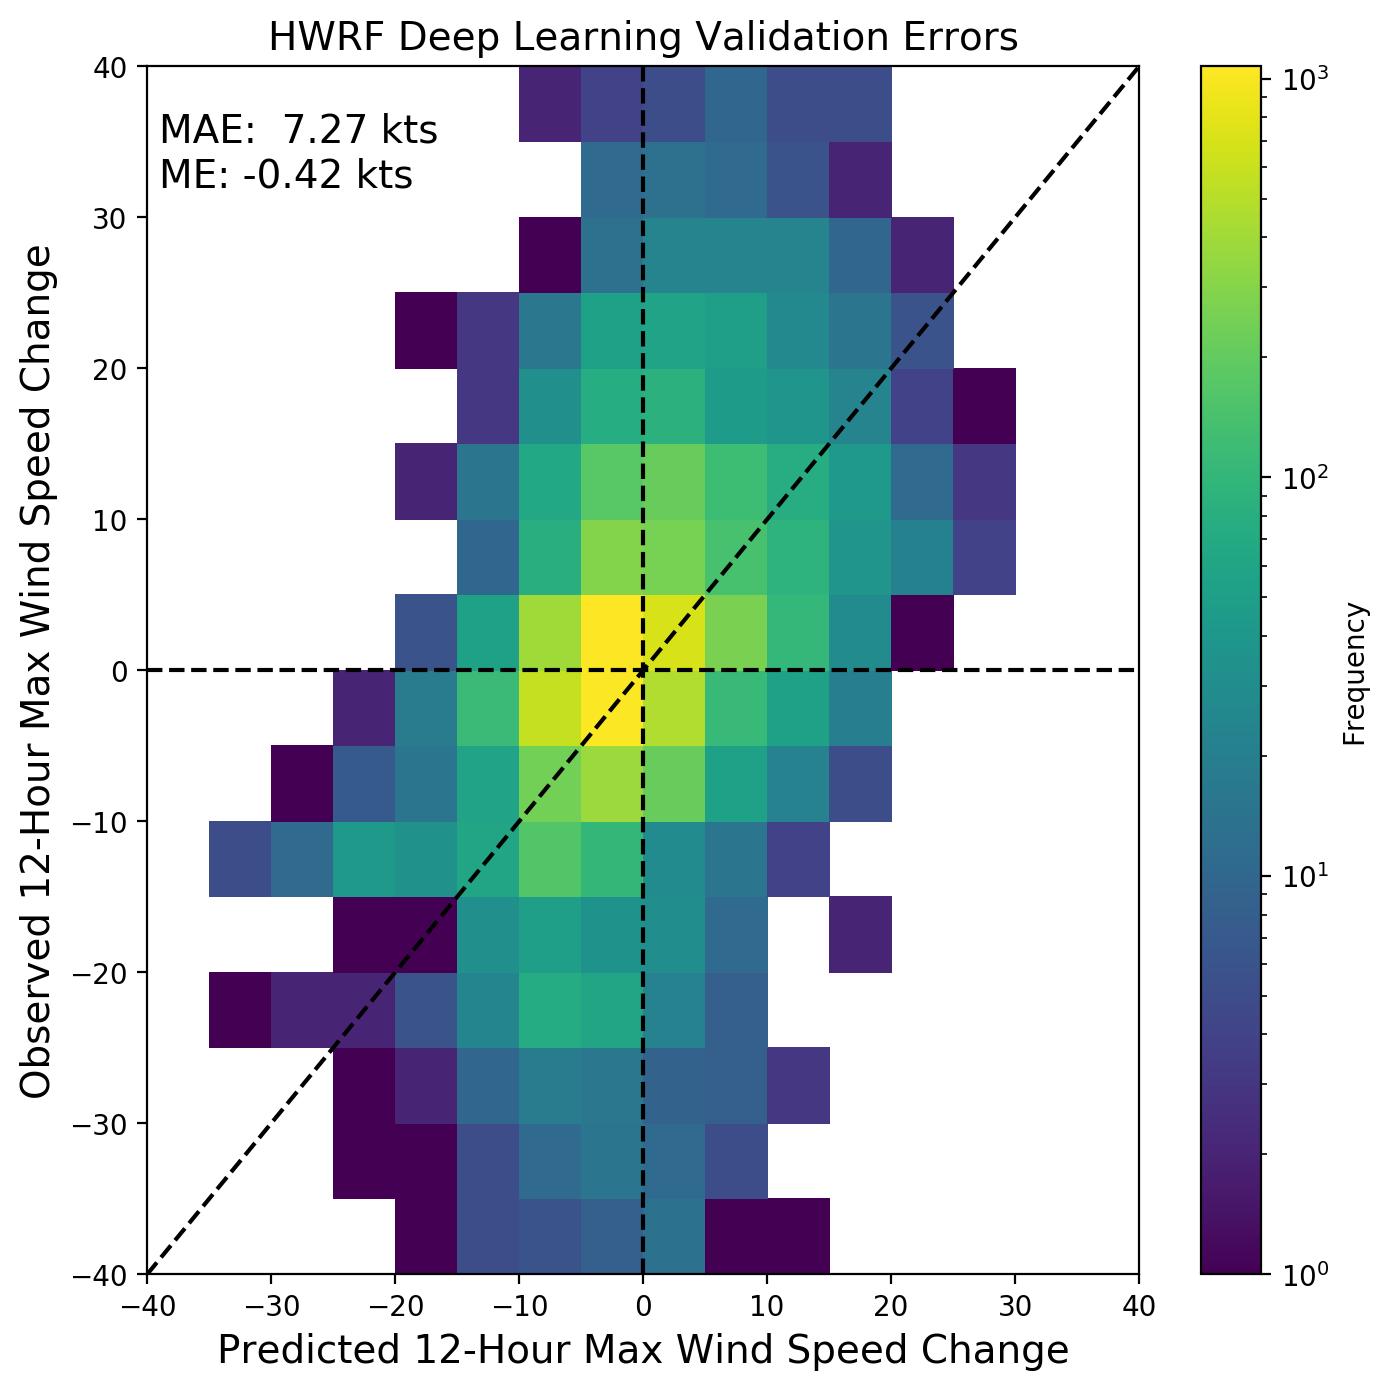 HWRF Deep Learning Validation Errors
MAE:  7.27 kts
ME: -0.42 kts
Observed 12-Hour Max Wind Speed Change
40
30
20
10
0
−10
−20
−30
−40
−40 −30 −20 −10 0 10 20 30 40
Predicted 12-Hour Max Wind Speed Change
10³
10²
10¹
10⁰
Frequency